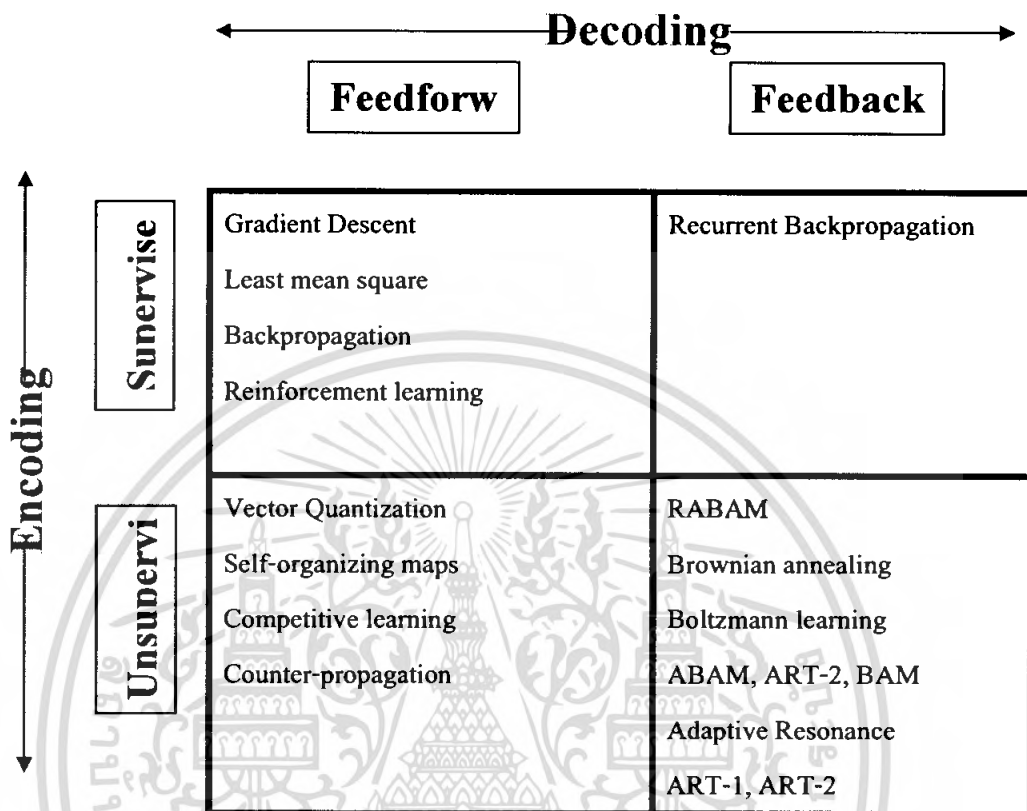 Decoding
Feedforw
Feedback
Encoding
Sunervise
Gradient Descent
Least mean square
Backpropagation
Reinforcement learning
Recurrent Backpropagation
Unsupervi
Vector Quantization
Self-organizing maps
Competitive learning
Counter-propagation
RABAM
Brownian annealing
Boltzmann learning
ABAM, ART-2, BAM
Adaptive Resonance
ART-1, ART-2